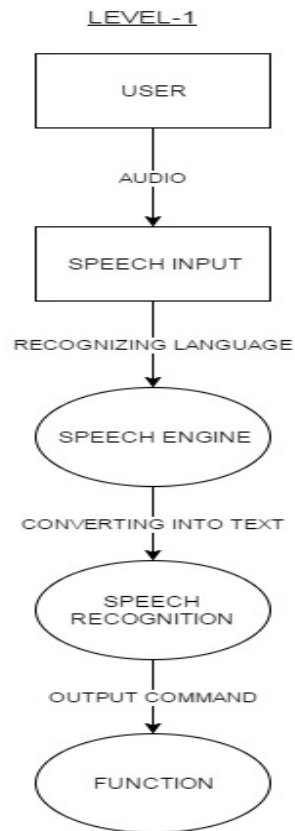 LEVEL-1
USER
AUDIO
SPEECH INPUT
RECOGNIZING LANGUAGE
SPEECH ENGINE
CONVERTING INTO TEXT
SPEECH
RECOGNITION
OUTPUT COMMAND
FUNCTION